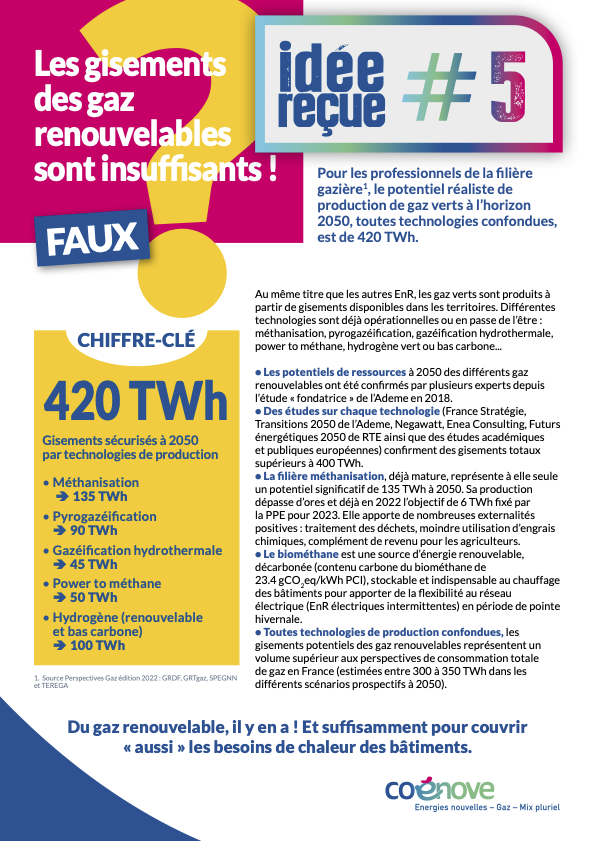 Les gisements
des gaz
renouvelables
sont insuffisants !
FAUX
idée
reçue
#5
Pour les professionnels de la filière
gazière¹, le potentiel réaliste de
production de gaz verts à l'horizon
2050, toutes technologies confondues,
est de 420 TWh.
CHIFFRE-CLÉ
420 TWh
Gisements sécurisés à 2050
par technologies de production
• Méthanisation
➔ 135 TWh
• Pyrogazéification
➔ 90 TWh
• Gazéification hydrothermale
➔ 45 TWh
• Power to méthane
➔ 50 TWh
• Hydrogène (renouvelable
et bas carbone)
➔ 100 TWh
1. Source Perspectives Gaz édition 2022 : GRDF, GRTgaz, SPEGNN
et TEREGA
Au même titre que les autres EnR, les gaz verts sont produits à
partir de gisements disponibles dans les territoires. Différentes
technologies sont déjà opérationnelles ou en passe de l'être :
méthanisation, pyrogazéification, gazéification hydrothermale,
power to méthane, hydrogène vert ou bas carbone...
● Les potentiels de ressources à 2050 des différents gaz
renouvelables ont été confirmés par plusieurs experts depuis
l'étude « fondatrice » de l'Ademe en 2018.
● Des études sur chaque technologie (France Stratégie,
Transitions 2050 de l'Ademe, Negawatt, Enea Consulting, Futurs
énergétiques 2050 de RTE ainsi que des études académiques
et publiques européennes) confirment des gisements totaux
supérieurs à 400 TWh.
● La filière méthanisation, déjà mature, représente à elle seule
un potentiel significatif de 135 TWh à 2050. Sa production
dépasse d'ores et déjà en 2022 l'objectif de 6 TWh fixé par
la PPE pour 2023. Elle apporte de nombreuses externalités
positives : traitement des déchets, moindre utilisation d'engrais
chimiques, complément de revenu pour les agriculteurs.
● Le biométhane est une source d'énergie renouvelable,
décarbonée (contenu carbone du biométhane de
23.4 gCO₂eq/kWh PCI), stockable et indispensable au chauffage
des bâtiments pour apporter de la flexibilité au réseau
électrique (EnR électriques intermittentes) en période de pointe
hivernale.
● Toutes technologies de production confondues, les
gisements potentiels des gaz renouvelables représentent un
volume supérieur aux perspectives de consommation totale
de gaz en France (estimées entre 300 à 350 TWh dans les
différents scénarios prospectifs à 2050).
Du gaz renouvelable, il y en a ! Et suffisamment pour couvrir
« aussi » les besoins de chaleur des bâtiments.
coénove
Energies nouvelles – Gaz – Mix pluriel